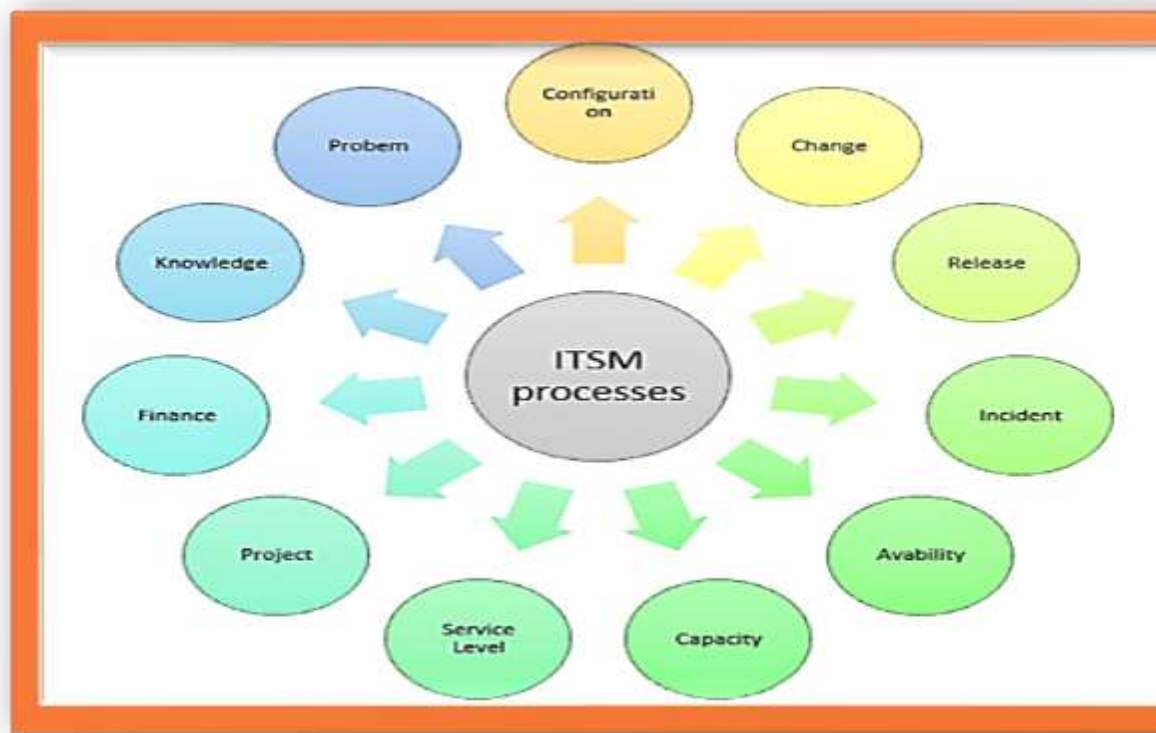 Configurati
on
Probem
Change
Knowledge
Release
ITSM
processes
Finance
Incident
Project
Avability
Service
Level
Capacity